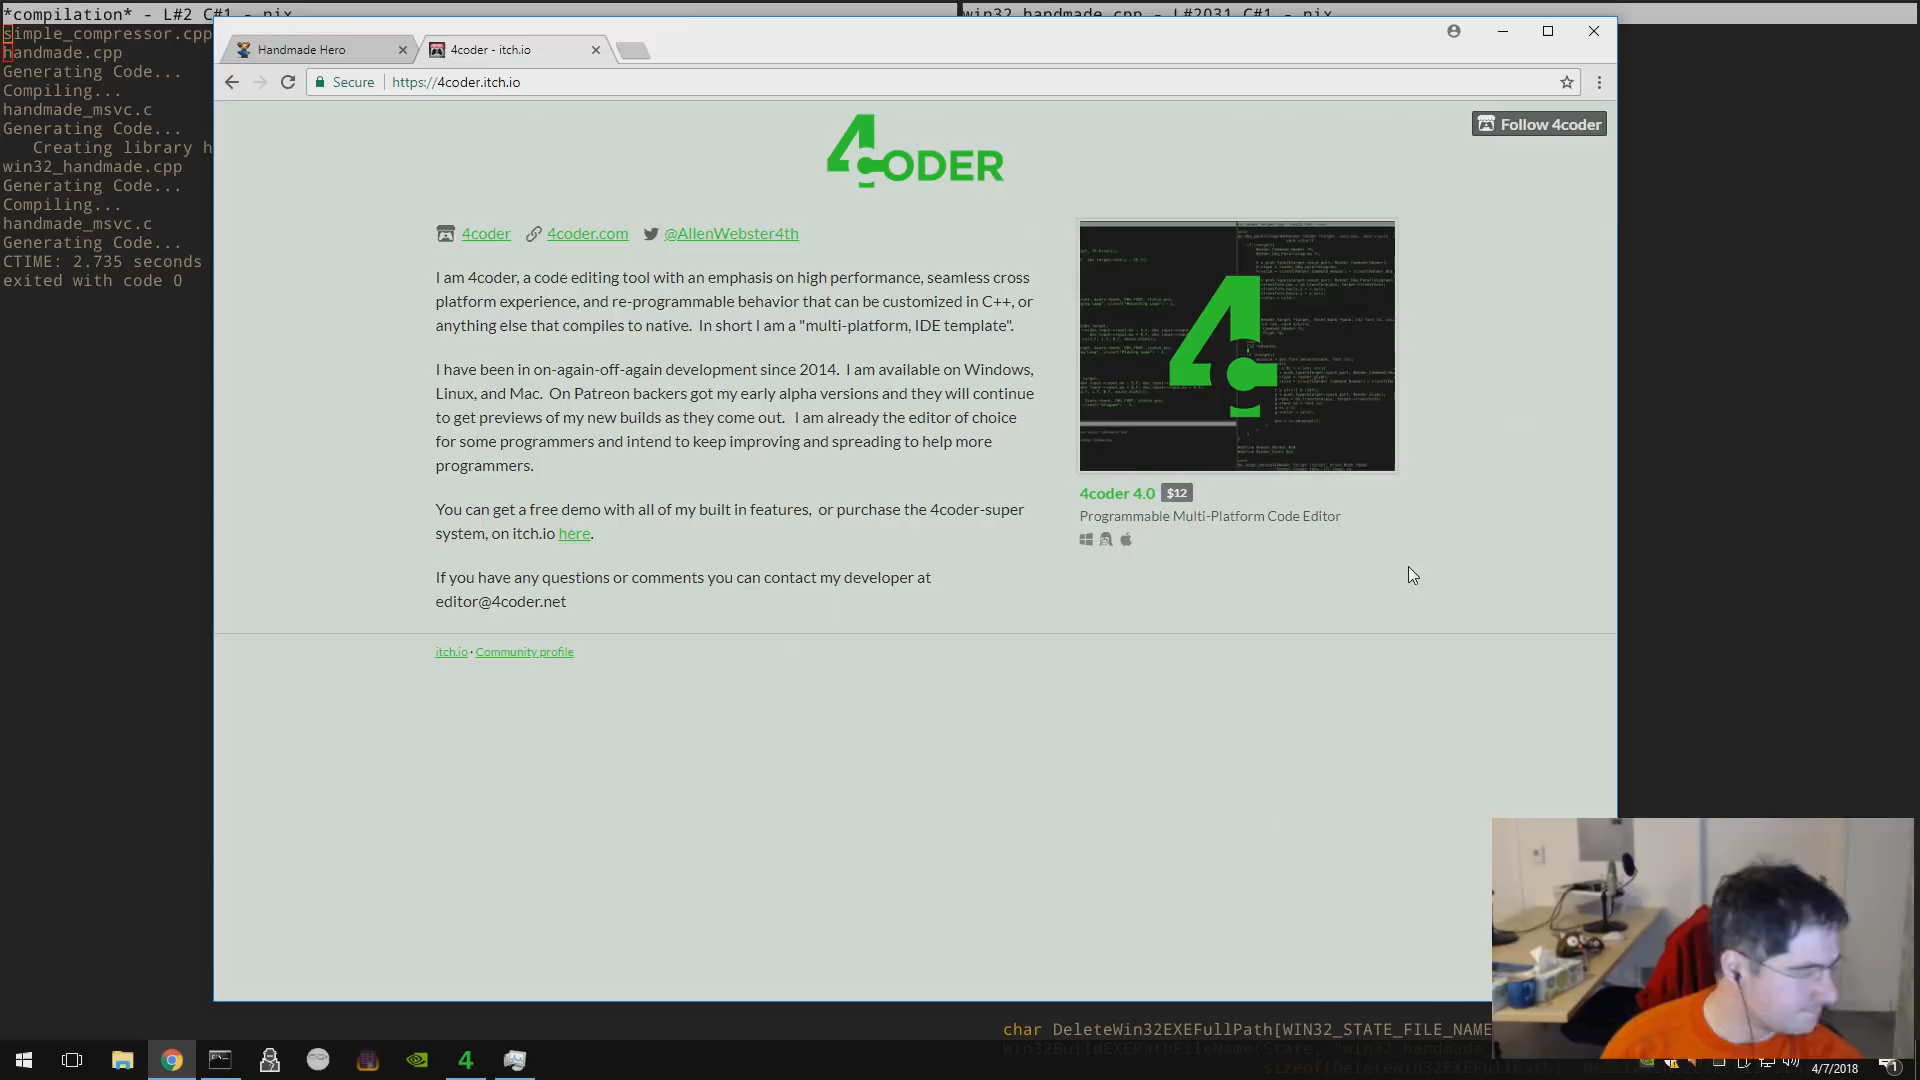 *compilation* - L#2 C#1 - nix
win32_handmade.cpp - L#2031 C#1 - nix
simple_compressor.cpp
handmade.cpp
Generating Code...
Compiling...
handmade_msvc.c
Generating Code...
Creating library h
win32_handmade.cpp
Generating Code...
Compiling...
handmade_msvc.c
Generating Code...
CTIME: 2.735 seconds
exited with code 0
Handmade Hero
4coder - itch.io
Secure
https://4coder.itch.io
4CODER
Follow 4coder
4coder
4coder.com
@AllenWebster4th
I am 4coder, a code editing tool with an emphasis on high performance, seamless cross
platform experience, and re-programmable behavior that can be customized in C++, or
anything else that compiles to native. In short I am a "multi-platform, IDE template".
I have been in on-again-off-again development since 2014. I am available on Windows,
Linux, and Mac. On Patreon backers got my early alpha versions and they will continue
to get previews of my new builds as they come out. I am already the editor of choice
for some programmers and intend to keep improving and spreading to help more
programmers.
You can get a free demo with all of my built in features, or purchase the 4coder-super
system, on itch.io here.
If you have any questions or comments you can contact my developer at
editor@4coder.net
4coder 4.0 $12
Programmable Multi-Platform Code Editor
itch.io · Community profile
char DeleteWin32EXEFullPath[WIN32_STATE_FILE_NAME
4/7/2018
1